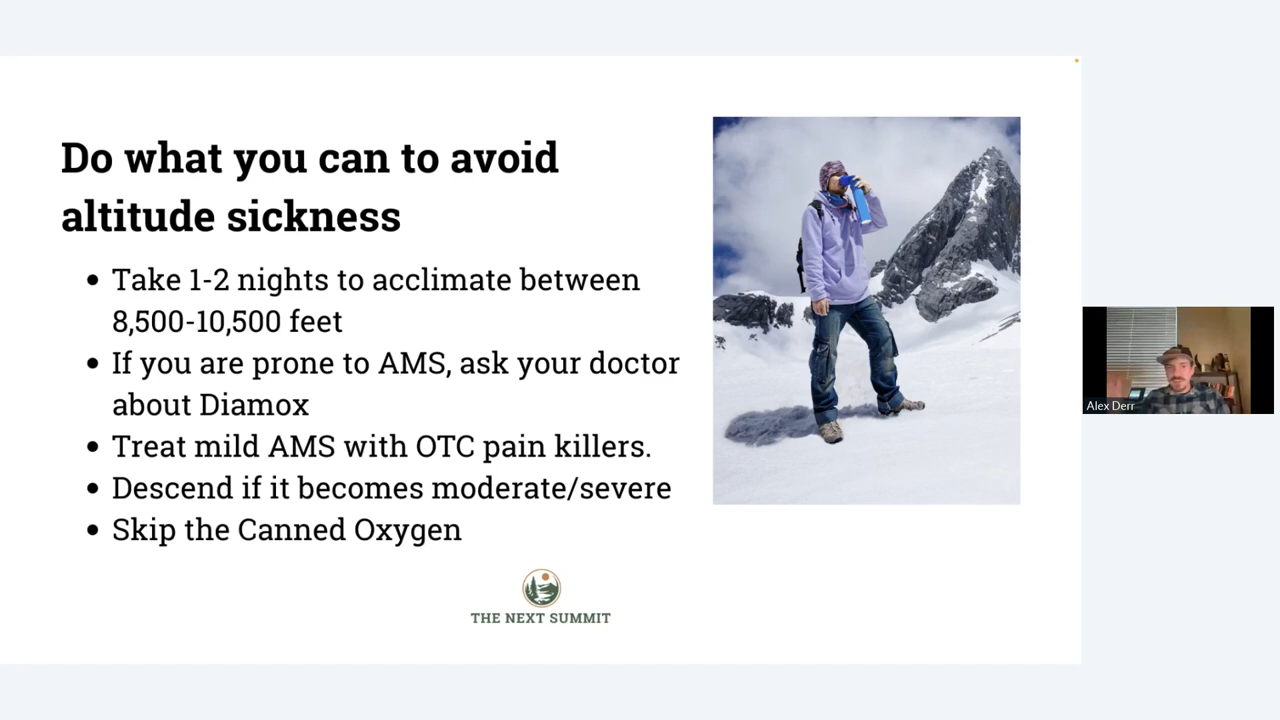 Do what you can to avoid
altitude sickness
• Take 1-2 nights to acclimate between
8,500-10,500 feet
• If you are prone to AMS, ask your doctor
about Diamox
• Treat mild AMS with OTC pain killers.
• Descend if it becomes moderate/severe
• Skip the Canned Oxygen
THE NEXT SUMMIT
Alex Derr